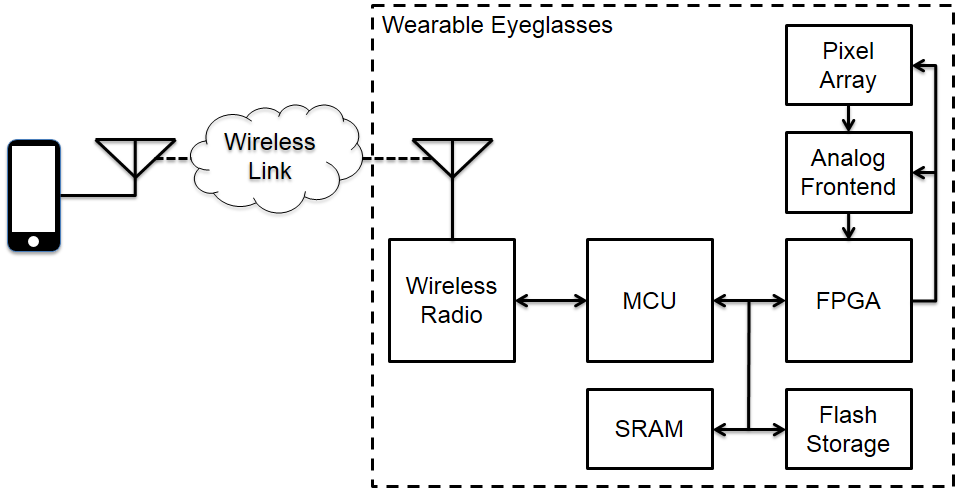 Wearable Eyeglasses
Pixel
Array
Wireless
Link
Analog
Frontend
Wireless
Radio
MCU
FPGA
SRAM
Flash
Storage